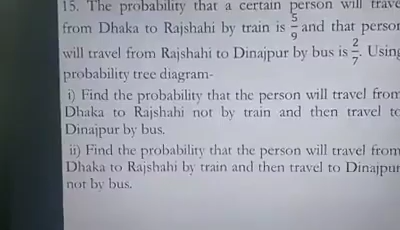 15. The probability that a certain person will trave
from Dhaka to Rajshahi by train is 5/9 and that person
will travel from Rajshahi to Dinajpur by bus is 2/7. Using
probability tree diagram-
i) Find the probability that the person will travel from
Dhaka to Rajshahi not by train and then travel to
Dinajpur by bus.
ii) Find the probability that the person will travel from
Dhaka to Rajshahi by train and then travel to Dinajpur
not by bus.